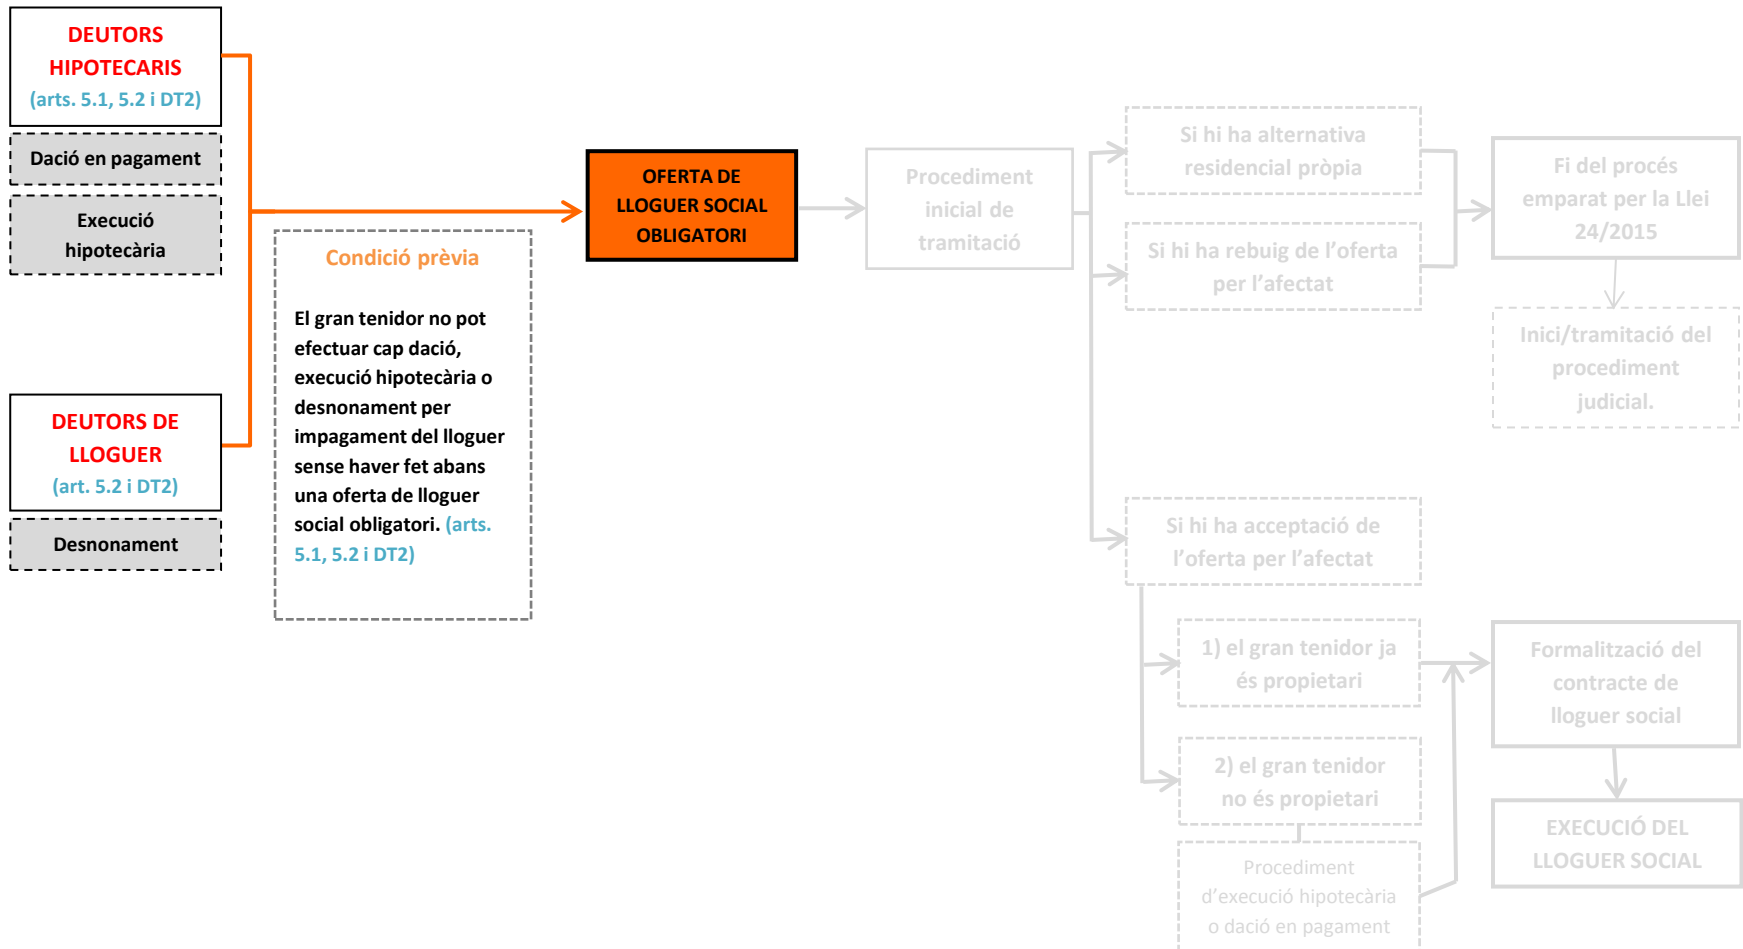 DEUTORS
HIPOTECARIS
(arts. 5.1, 5.2 i DT2)
Dació en pagament
Execució
hipotecària
DEUTORS DE
LLOGUER
(art. 5.2 i DT2)
Desnonament
Condició prèvia
El gran tenidor no pot
efectuar cap dació,
execució hipotecària o
desnonament per
impagament del lloguer
sense haver fet abans
una oferta de lloguer
social obligatori. (arts.
5.1, 5.2 i DT2)
OFERTA DE
LLOGUER SOCIAL
OBLIGATORI
Procediment
inicial de
tramitació
Si hi ha alternativa
residencial pròpia
Si hi ha rebuig de l’oferta
per l’afectat
Fi del procés
emparat per la Llei
24/2015
Inici/tramitació del
procediment
judicial.
Si hi ha acceptació de
l’oferta per l’afectat
1) el gran tenidor ja
és propietari
2) el gran tenidor
no és propietari
Procediment
d’execució hipotecària
o dació en pagament
Formalització del
contracte de
lloguer social
EXECUCIÓ DEL
LLOGUER SOCIAL